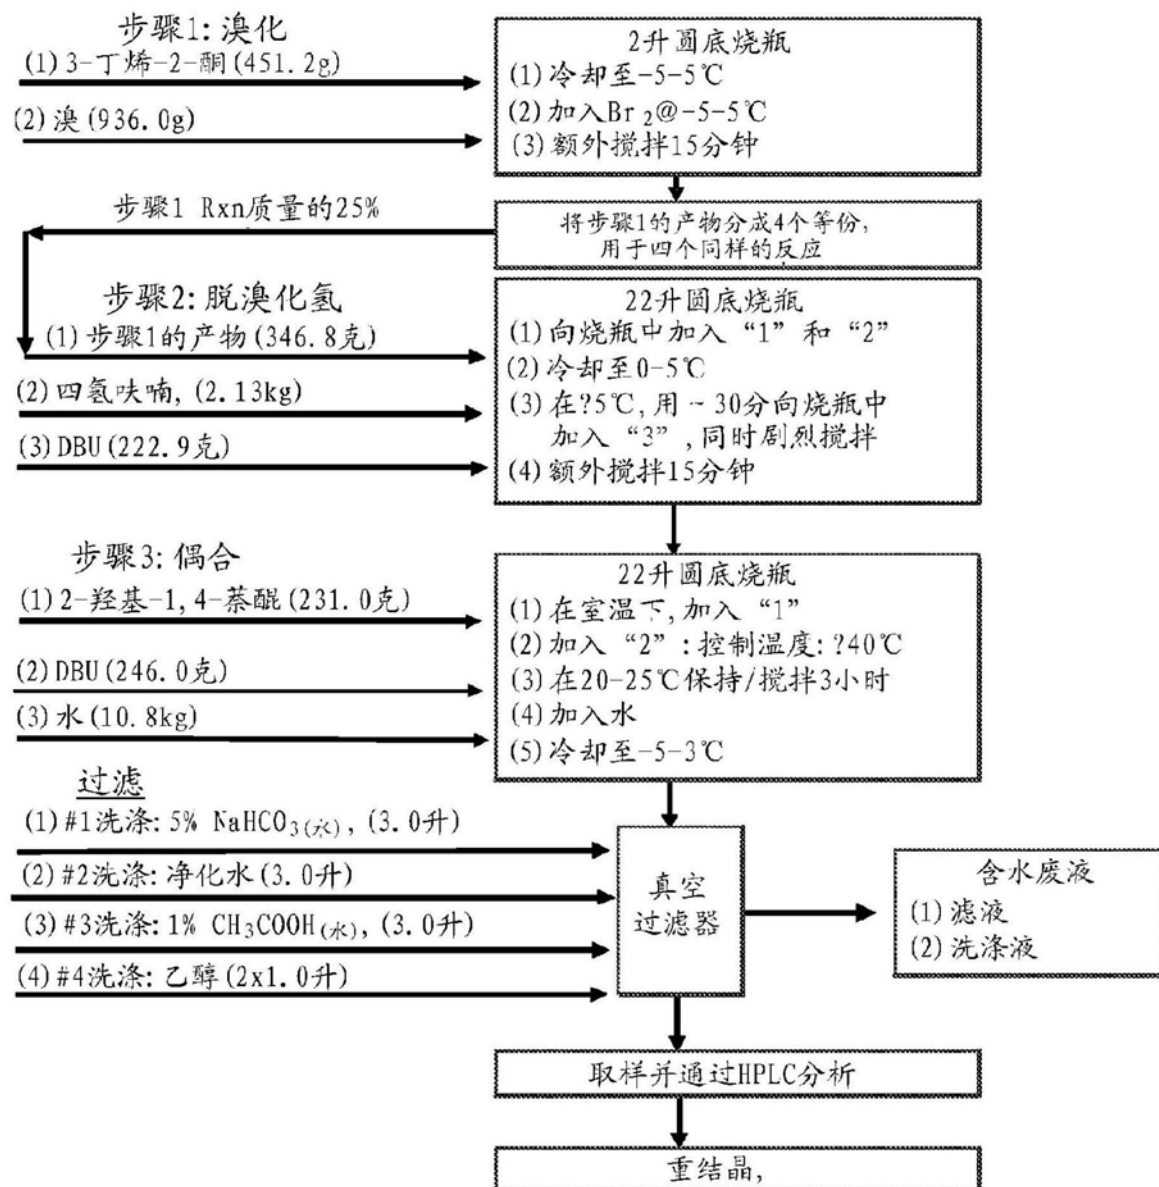 步骤1:溴化
(1)3-丁烯-2-酮(451.2g)
(2)溴(936.0g)
2升圆底烧瓶
(1)冷却至-5-5℃
(2)加入Br₂@-5-5℃
(3)额外搅拌15分钟
步骤1 Rxn质量的25%
将步骤1的产物分成4个等份,
用于四个同样的反应
步骤2:脱溴化氢
(1)步骤1的产物(346.8克)
(2)四氢呋喃,(2.13kg)
(3)DBU(222.9克)
22升圆底烧瓶
(1)向烧瓶中加入“1”和“2”
(2)冷却至0-5℃
(3)在?5℃,用~30分向烧瓶中
加入“3”,同时剧烈搅拌
(4)额外搅拌15分钟
步骤3:偶合
(1)2-羟基-1,4-萘醌(231.0克)
(2)DBU(246.0克)
(3)水(10.8kg)
22升圆底烧瓶
(1)在室温下,加入“1”
(2)加入“2”:控制温度:?40℃
(3)在20-25℃保持/搅拌3小时
(4)加入水
(5)冷却至-5-3℃
过滤
(1)#1洗涤:5% NaHCO₃(水),(3.0升)
(2)#2洗涤:净化水(3.0升)
(3)#3洗涤:1% CH₃COOH(水),(3.0升)
(4)#4洗涤:乙醇(2x1.0升)
真空
过滤器
含水废液
(1)滤液
(2)洗涤液
取样并通过HPLC分析
重结晶,